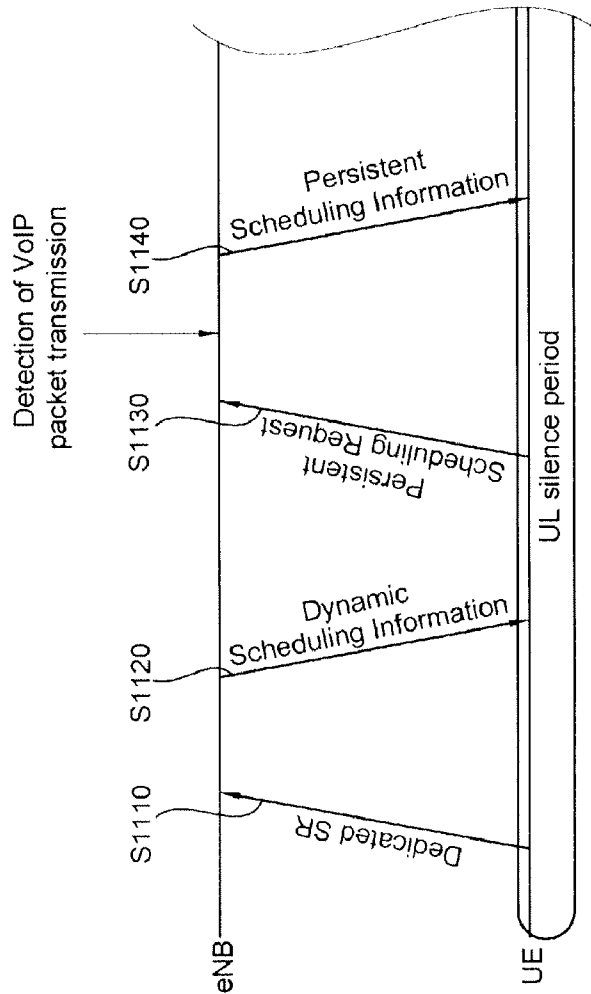 Detection of VoIP
packet transmission
S1110
S1120
S1130
S1140
eNB
Dedicated SR
Dynamic
Scheduling Information
Persistent
Scheduling Request
Persistent
Scheduling Information
UE
UL silence period